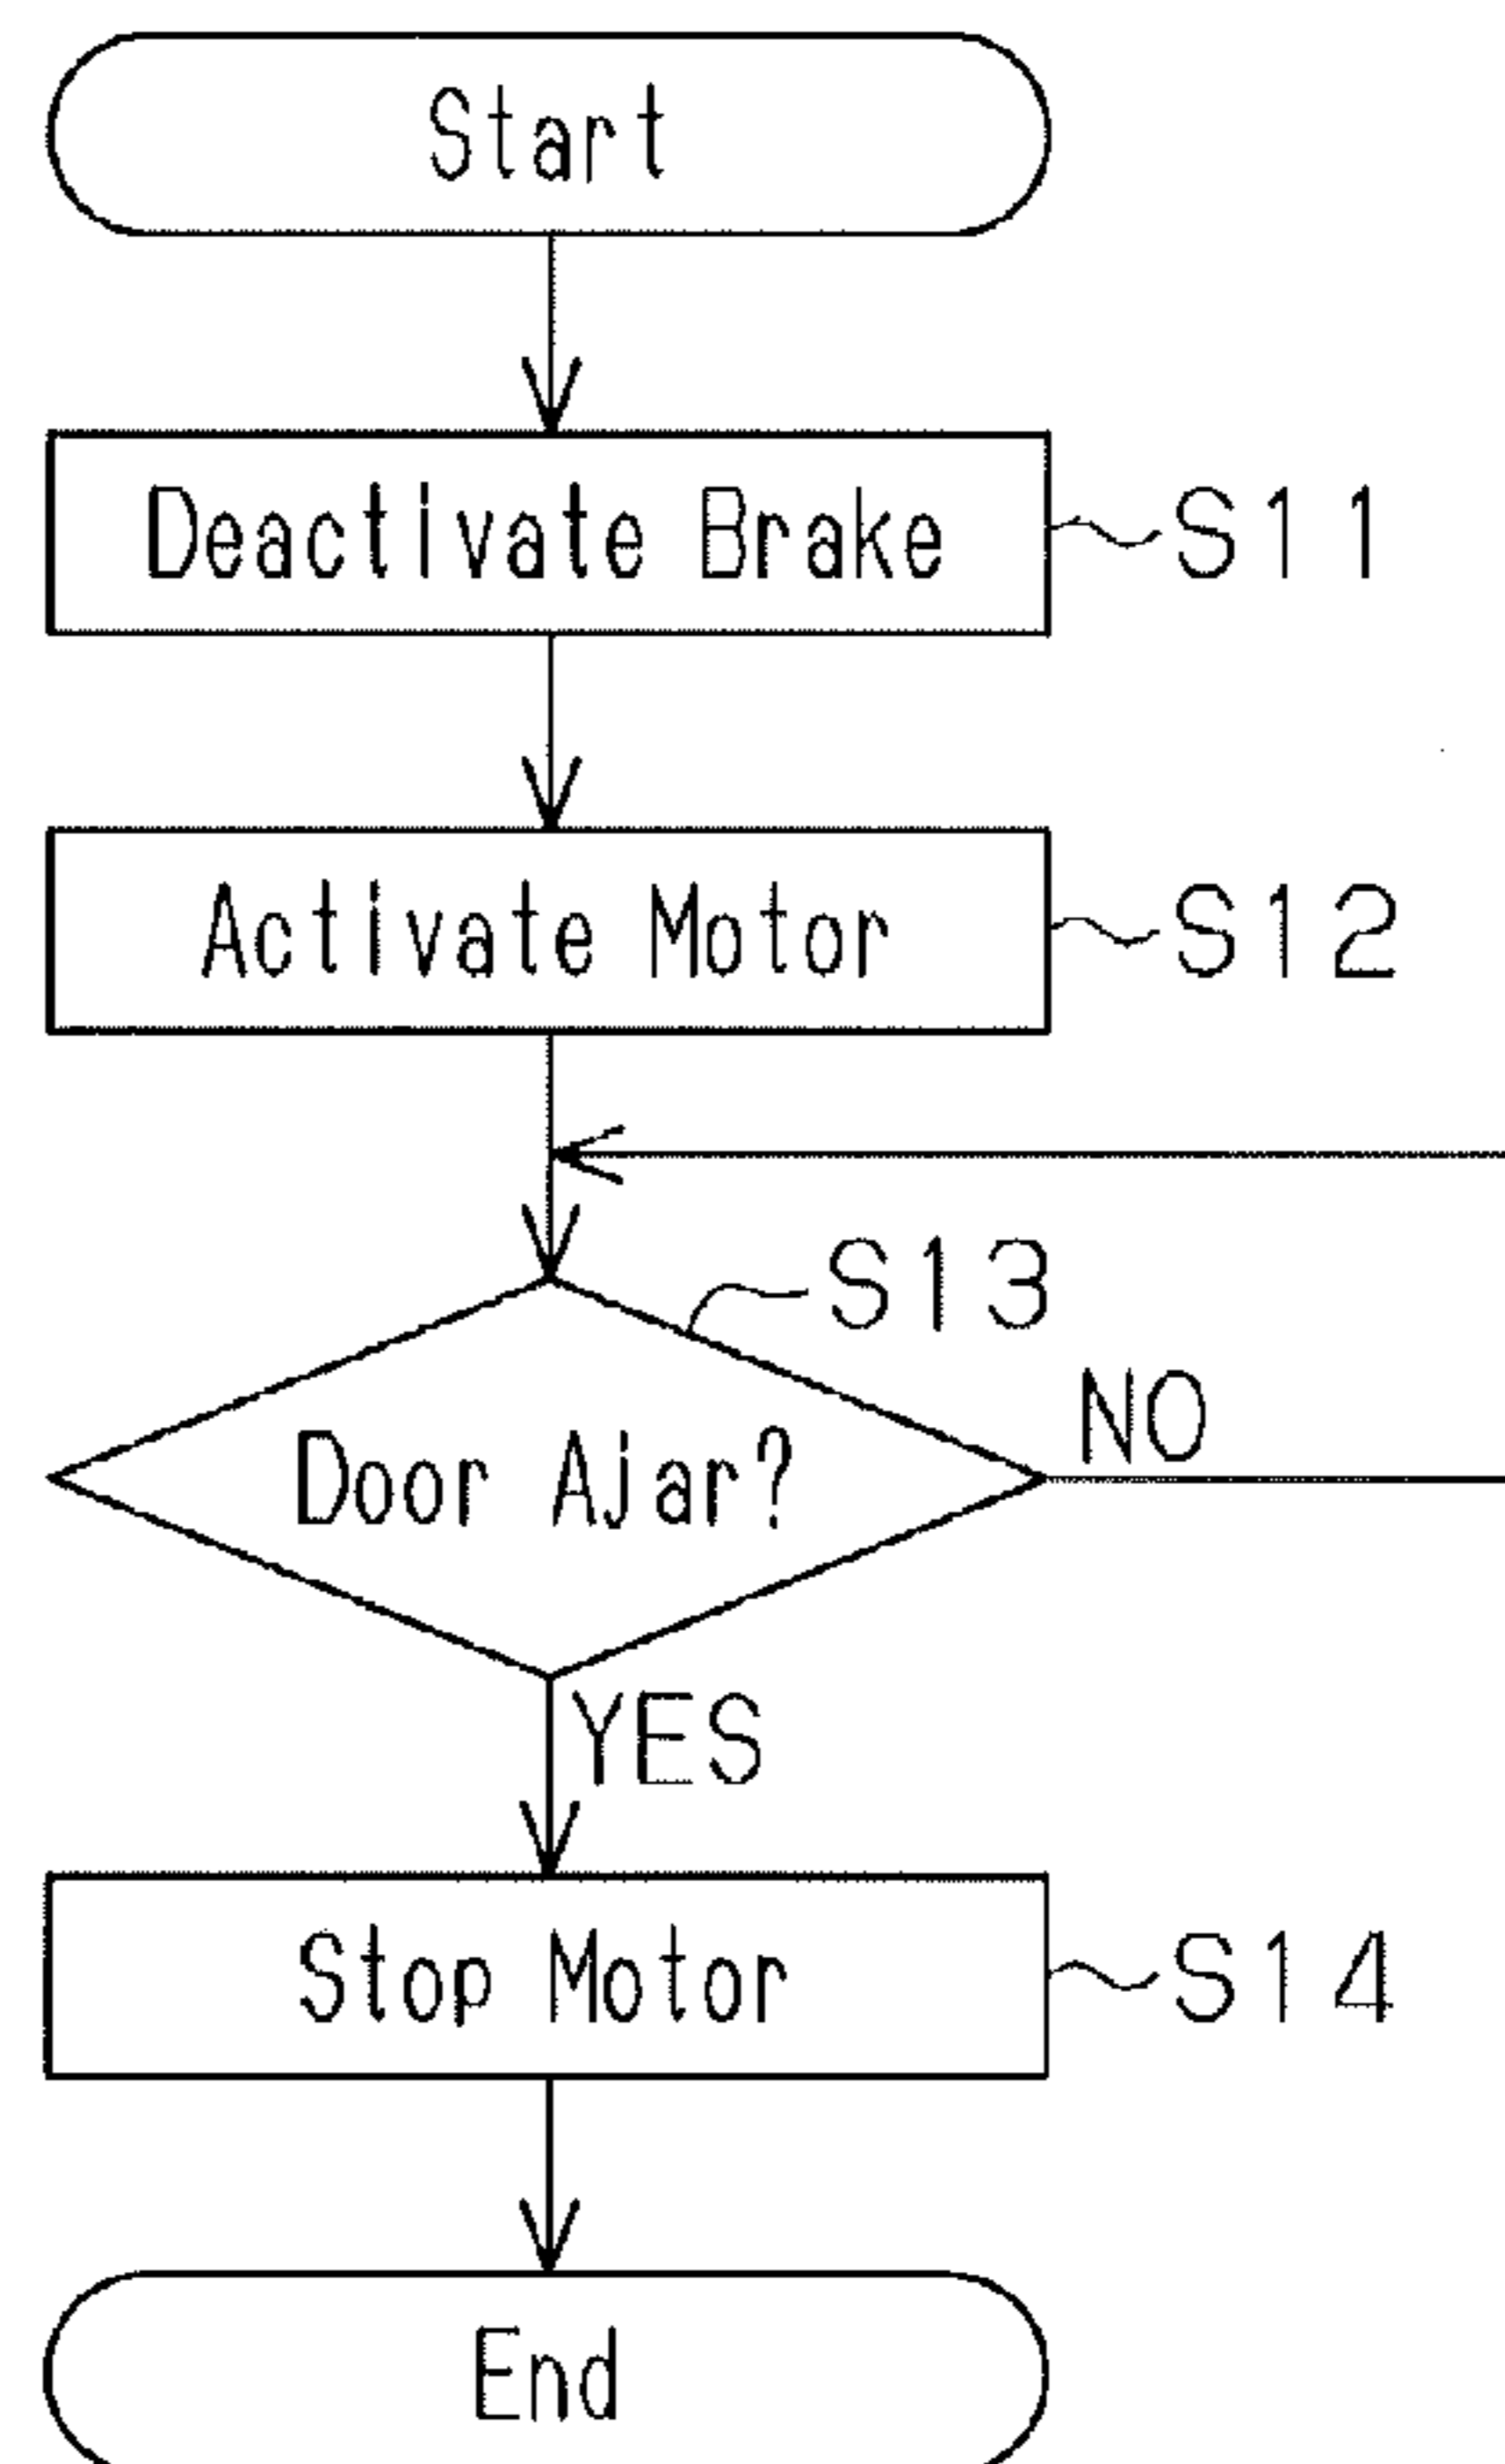 Start
Deactivate Brake S11
Activate Motor S12
S13
NO
Door Ajar?
YES
Stop Motor S14
End